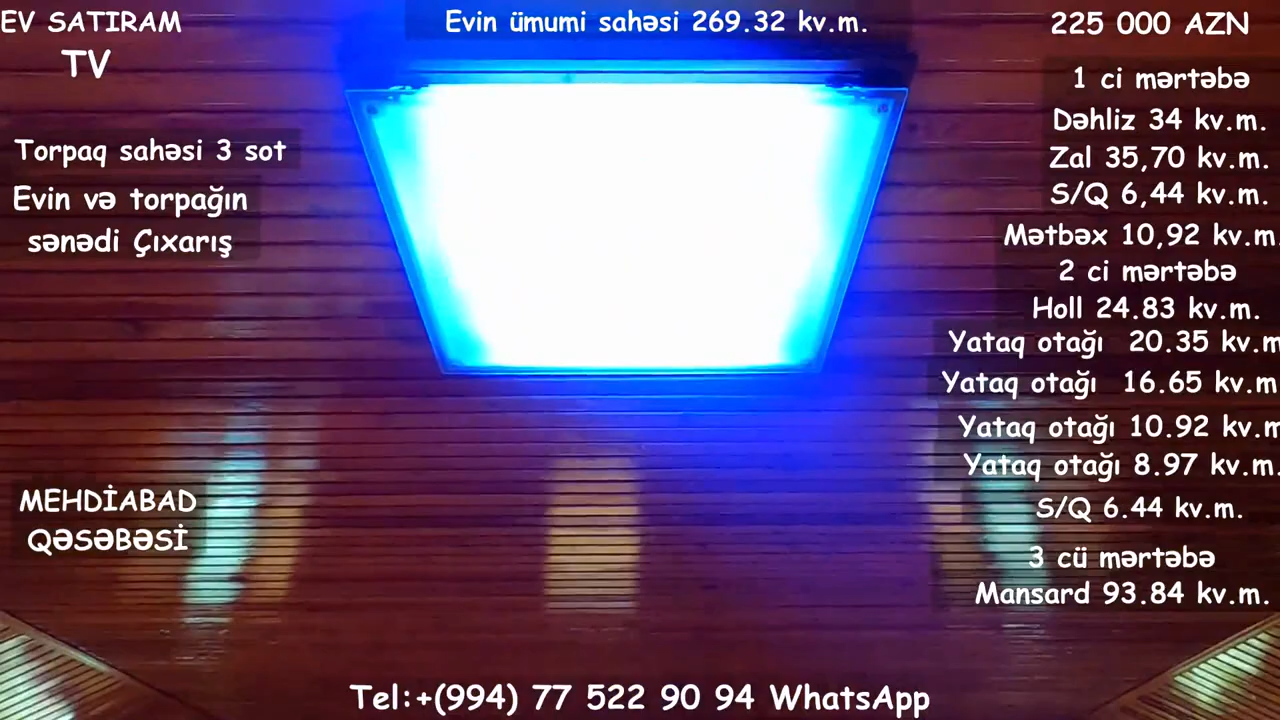 EV SATIRAM
TV
Evin ümumi sahəsi 269.32 kv.m.
225 000 AZN
Torpaq sahəsi 3 sot
Evin və torpağın
sənədi Çıxarış
MEHDİABAD
QƏSƏBƏSİ
1 ci mərtəbə
Dəhliz 34 kv.m.
Zal 35,70 kv.m.
S/Q 6,44 kv.m.
Mətbəx 10,92 kv.m.
2 ci mərtəbə
Holl 24.83 kv.m.
Yataq otağı 20.35 kv.m
Yataq otağı 16.65 kv.m
Yataq otağı 10.92 kv.m
Yataq otağı 8.97 kv.m.
S/Q 6.44 kv.m.
3 cü mərtəbə
Mansard 93.84 kv.m.
Tel:+(994) 77 522 90 94 WhatsApp